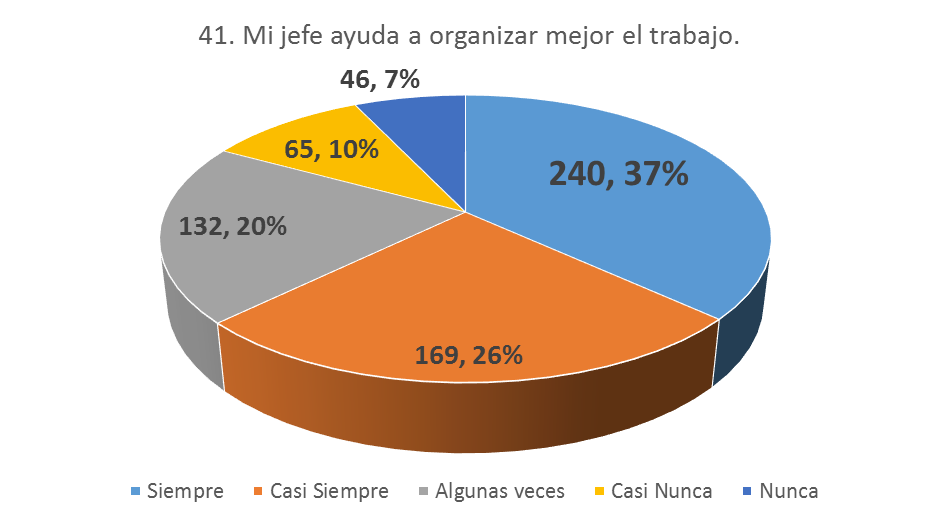 41. Mi jefe ayuda a organizar mejor el trabajo.
46, 7%
65, 10%
240, 37%
132, 20%
169, 26%
Siempre Casi Siempre Algunas veces Casi Nunca Nunca